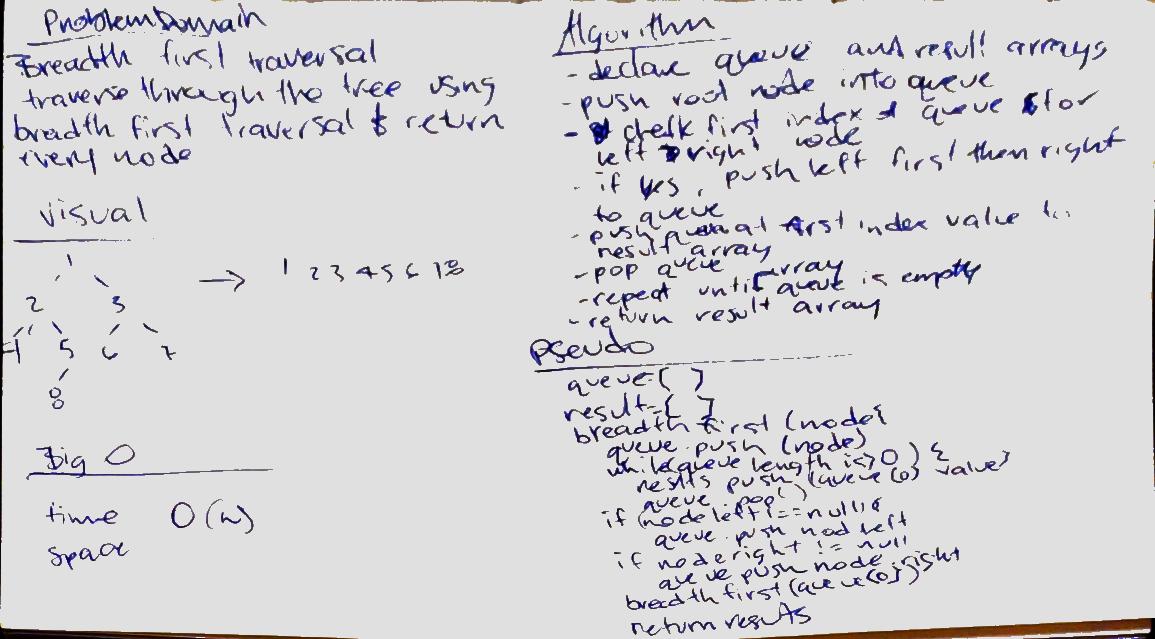 Problem Domain
Breadth first traversal
traverse through the tree using
breadth first traversal & return
every node
visual
1
2 3
4 5 6 7
8
→ 1 2 3 4 5 6 7 8
Big O
time O(n)
space
Algorithm
- declare queue and result arrays
- push root node into queue
- check first index of queue for
left right node
- if yes, push left first then right
to queue
- push at first index value
result array
- pop queue array
- repeat until queue is empty
- return result array
Pseudo
queue=[ ]
result=[ ]
breadth first (node{
queue.push (node)
while(queue length is >0) {
results push (queue [0] value)
queue pop()
if (node left !== null
queue push nod left
if node right != null
queue push node right
breadth first (queue[0])
return results